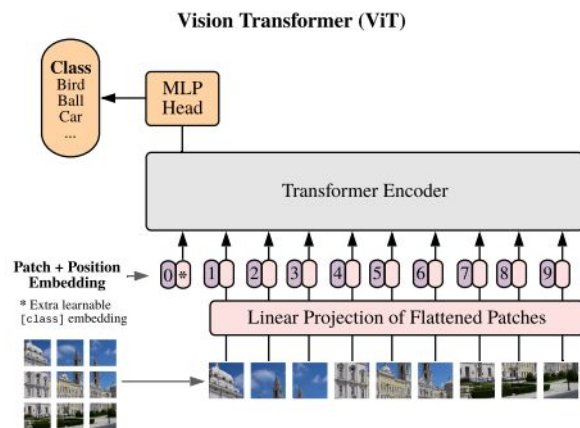 Vision Transformer (ViT)
Class
Bird
Ball
Car
...
MLP
Head
Transformer Encoder
Patch + Position
Embedding
0 * 1 2 3 4 5 6 7 8 9
* Extra learnable
[class] embedding
Linear Projection of Flattened Patches